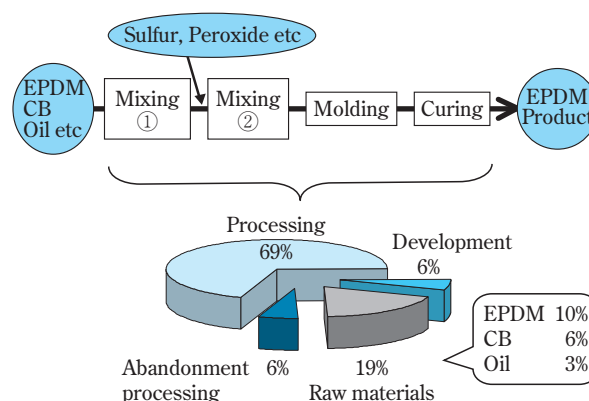 Sulfur, Peroxide etc
EPDM
CB
Oil etc
Mixing
①
Mixing
②
Molding
Curing
EPDM
Product
Processing
69%
Development
6%
EPDM 10%
CB 6%
Oil 3%
Abandonment
processing
6%
19%
Raw materials